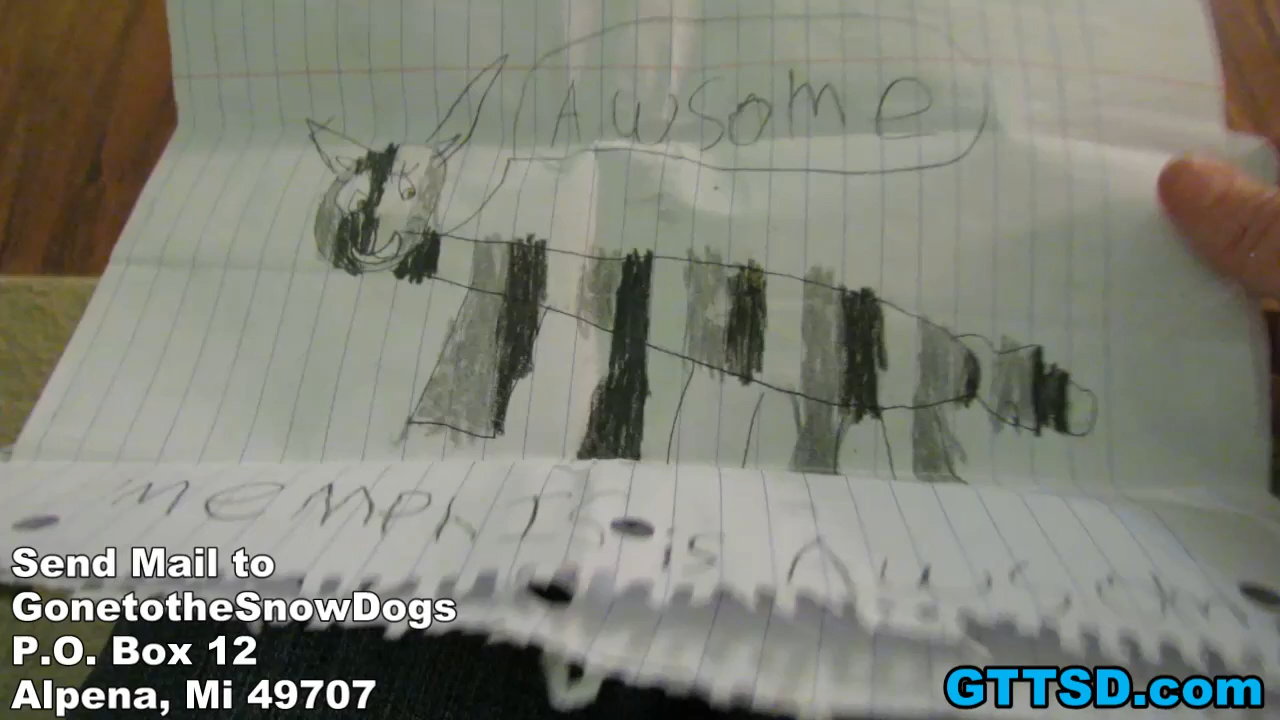 Awsome
MEMPhIS is A
Send Mail to
GonetotheSnowDogs
P.O. Box 12
Alpena, Mi 49707
GTTSD.com